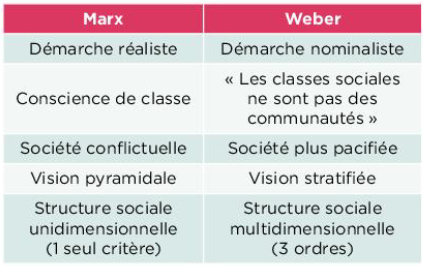 Marx Weber
Démarche réaliste Démarche nominaliste
Conscience de classe « Les classes sociales
ne sont pas des
communautés »
Société conflictuelle Société plus pacifiée
Vision pyramidale Vision stratifiée
Structure sociale Structure sociale
unidimensionnelle multidimensionnelle
(1 seul critère) (3 ordres)